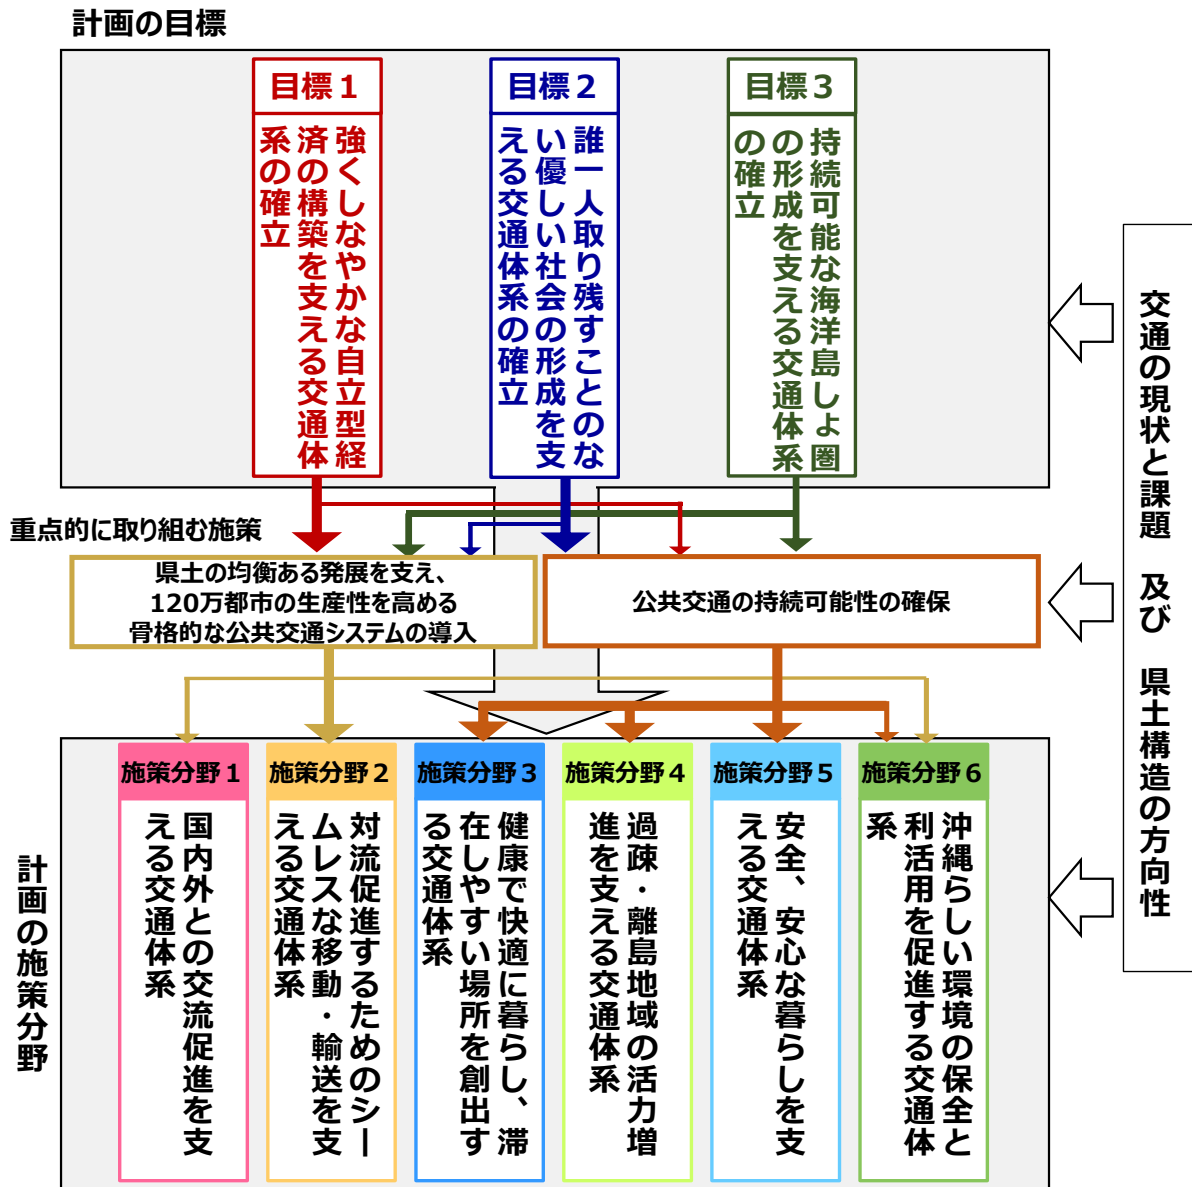 計画の目標
目標１
強くしなやかな自立型経
済の構築を支える交通体
系の確立
目標２
誰一人取り残すことのな
い優しい社会の形成を支
える交通体系の確立
目標３
持続可能な海洋島しょ圏
の形成を支える交通体系
の確立
交通の現状と課題　及び　県土構造の方向性
重点的に取り組む施策
県土の均衡ある発展を支え、
120万都市の生産性を高める
骨格的な公共交通システムの導入
公共交通の持続可能性の確保
計画の施策分野
施策分野１
国内外との交流促進を支
える交通体系
施策分野２
対流促進するためのシー
ムレスな移動・輸送を支
える交通体系
施策分野３
健康で快適に暮らし、滞
在しやすい場所を創出す
る交通体系
施策分野４
過疎・離島地域の活力増
進を支える交通体系
施策分野５
安全、安心な暮らしを支
える交通体系
施策分野６
沖縄らしい環境の保全と
利活用を促進する交通体
系